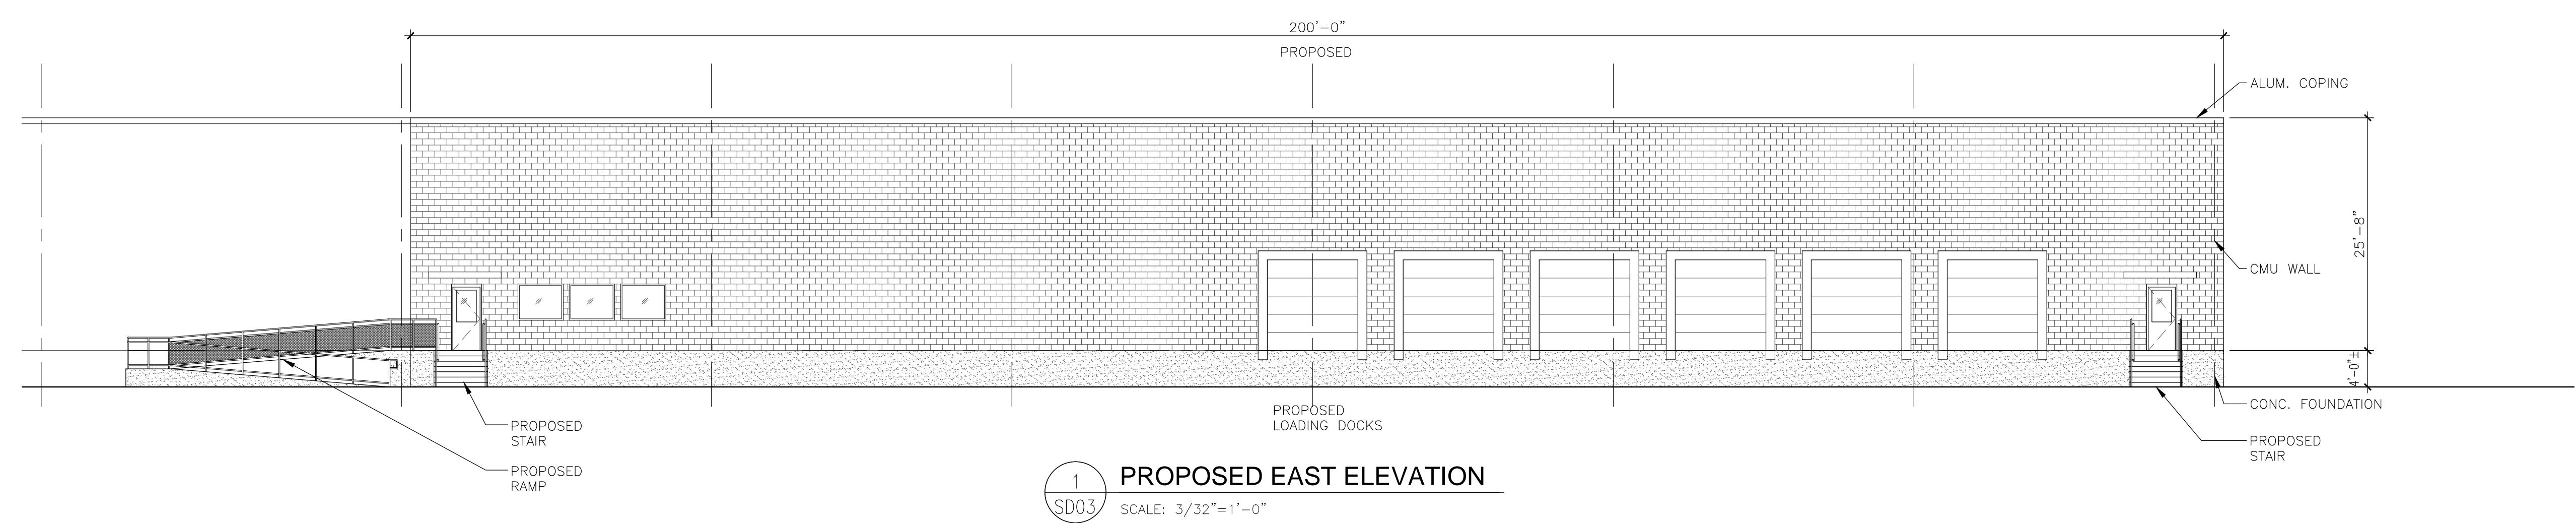 200'-0"
PROPOSED
ALUM. COPING
25'-8"
CMU WALL
4'-0"±
CONC. FOUNDATION
PROPOSED
LOADING DOCKS
PROPOSED
STAIR
PROPOSED
STAIR
PROPOSED
RAMP
1
SD03
PROPOSED EAST ELEVATION
SCALE: 3/32"=1'-0"